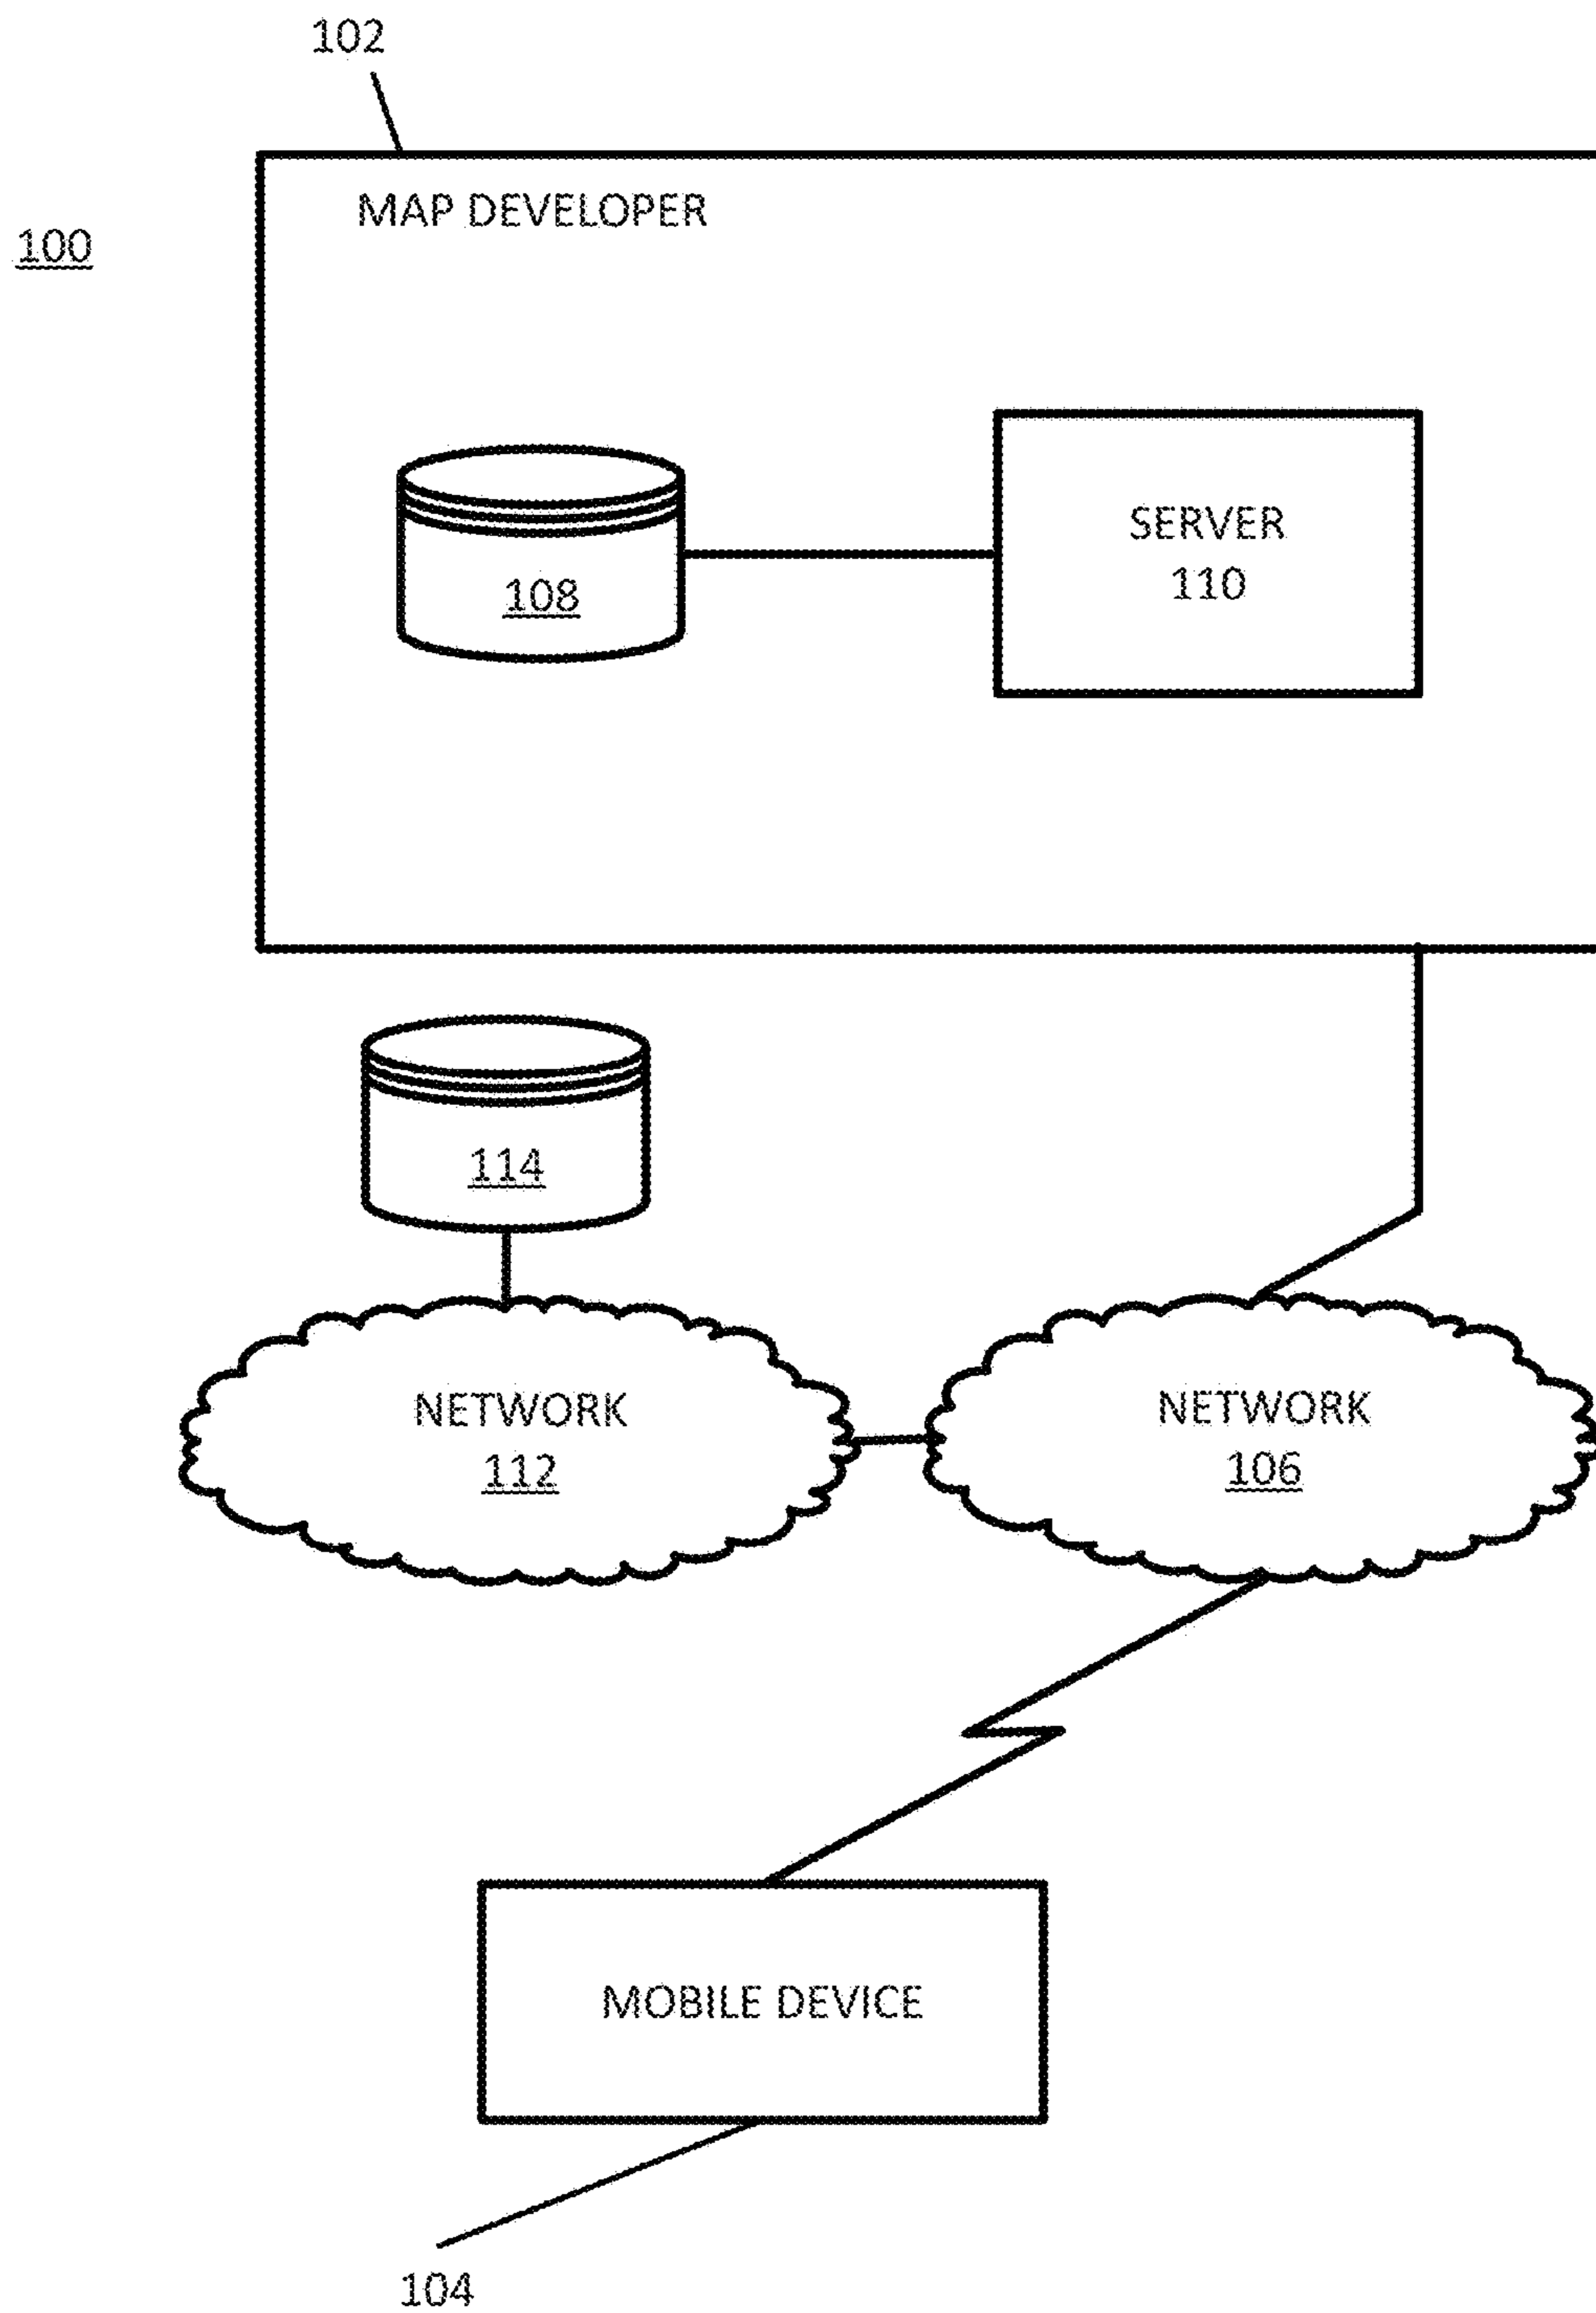 102
MAP DEVELOPER
100
SERVER
110
108
114
NETWORK
112
NETWORK
106
MOBILE DEVICE
104